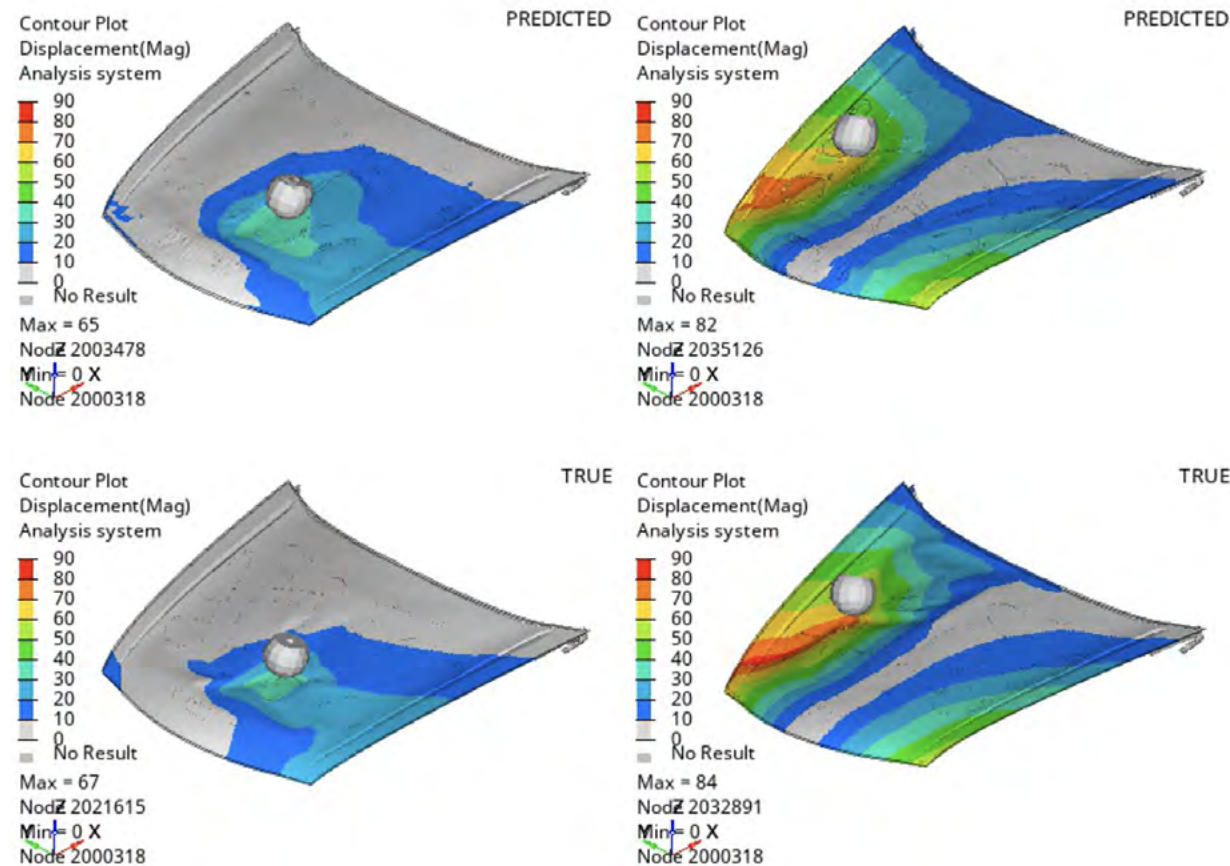 PREDICTED
Contour Plot
Displacement(Mag)
Analysis system
90
80
70
60
50
40
30
20
10
0
No Result
Max = 65
Node 2003478
Z
Min = 0
Y
X
Node 2000318
PREDICTED
Contour Plot
Displacement(Mag)
Analysis system
90
80
70
60
50
40
30
20
10
0
No Result
Max = 82
Node 2035126
Z
Min = 0
Y
X
Node 2000318
TRUE
Contour Plot
Displacement(Mag)
Analysis system
90
80
70
60
50
40
30
20
10
0
No Result
Max = 67
Node 2021615
Z
Min = 0
Y
X
Node 2000318
TRUE
Contour Plot
Displacement(Mag)
Analysis system
90
80
70
60
50
40
30
20
10
0
No Result
Max = 84
Node 2032891
Z
Min = 0
Y
X
Node 2000318